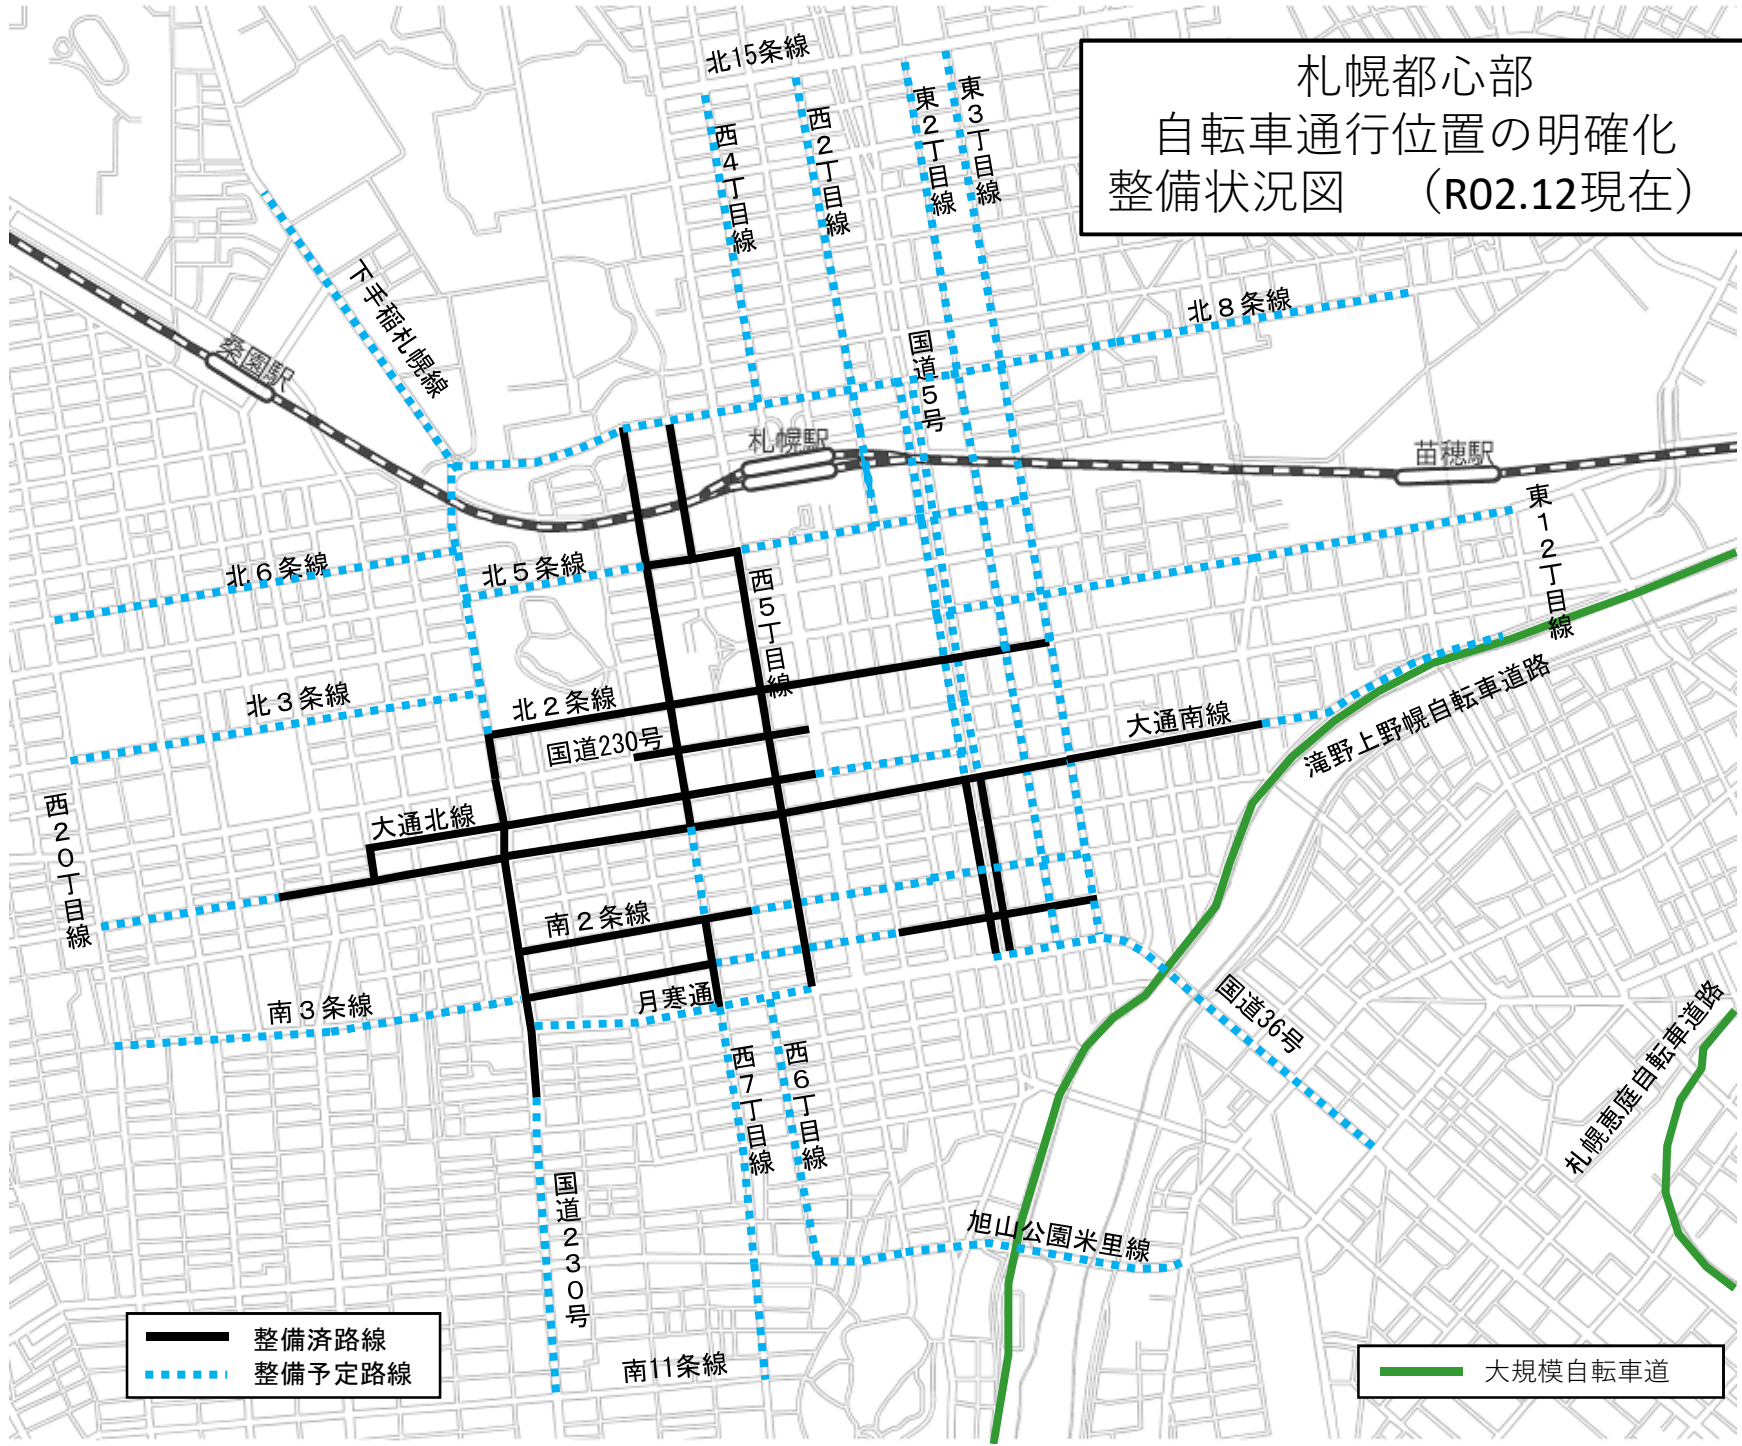 札幌都心部
自転車通行位置の明確化
整備状況図　（R02.12現在）
北15条線
西４丁目線
西２丁目線
東２丁目線
東３丁目線
下手稲札幌線
北８条線
国道５号
桑園駅
札幌駅
苗穂駅
東１２丁目線
北６条線
北５条線
西５丁目線
北３条線
北２条線
国道230号
大通南線
滝野上野幌自転車道路
西２０丁目線
大通北線
南２条線
南３条線
月寒通
国道36号
札幌恵庭自転車道路
西７丁目線
西６丁目線
国道２３０号
旭山公園米里線
南11条線
整備済路線
整備予定路線
大規模自転車道